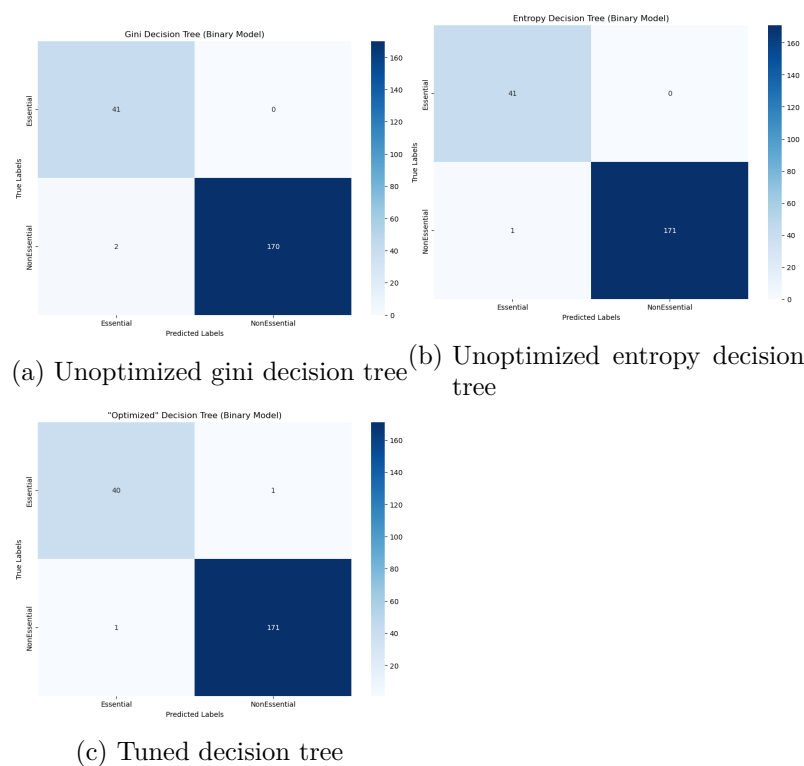 Gini Decision Tree (Binary Model)
Essential
NonEssential
True Labels
41
0
2
170
Essential
NonEssential
Predicted Labels
160
140
120
100
80
60
40
20
0
(a) Unoptimized gini decision tree
Entropy Decision Tree (Binary Model)
Essential
NonEssential
True Labels
41
0
1
171
Essential
NonEssential
Predicted Labels
160
140
120
100
80
60
40
20
0
(b) Unoptimized entropy decision
tree
"Optimized" Decision Tree (Binary Model)
Essential
NonEssential
True Labels
40
1
1
171
Essential
NonEssential
Predicted Labels
160
140
120
100
80
60
40
20
(c) Tuned decision tree